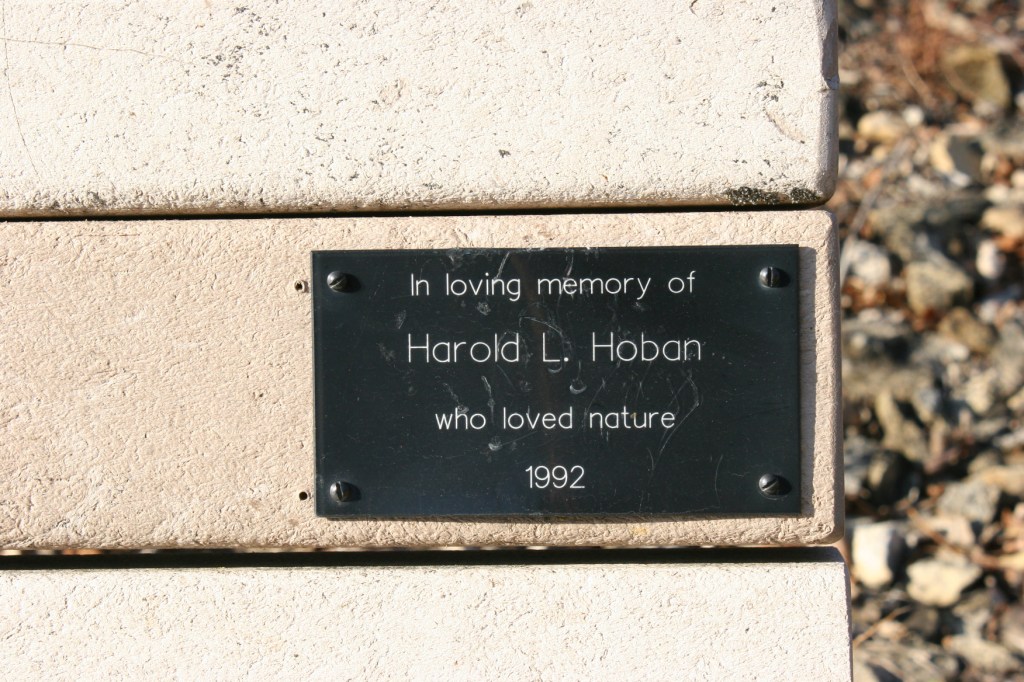 In loving memory of
Harold L. Hoban
who loved nature
1992